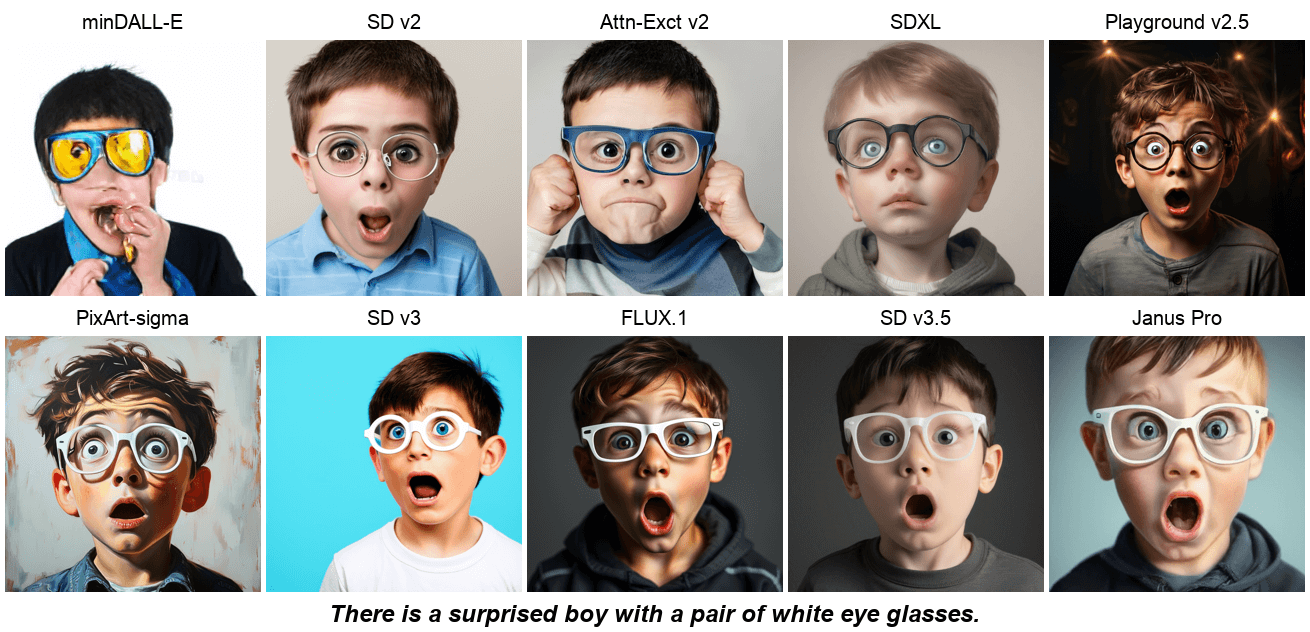 minDALL-E SD v2 Attn-Exct v2 SDXL Playground v2.5
PixArt-sigma SD v3 FLUX.1 SD v3.5 Janus Pro
There is a surprised boy with a pair of white eye glasses.